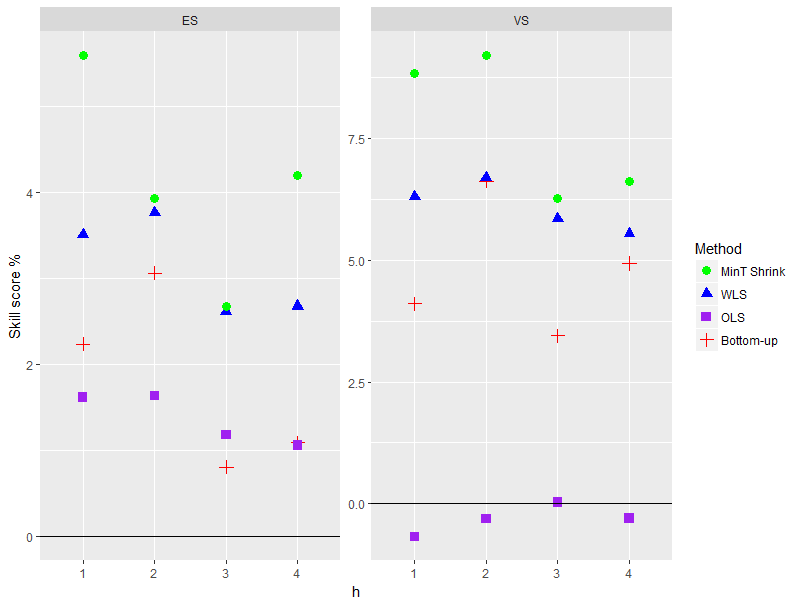 ES
VS
Skill score %
4
2
0
7.5
5.0
2.5
0.0
1 2 3 4
1 2 3 4
h
Method
MinT Shrink
WLS
OLS
Bottom-up